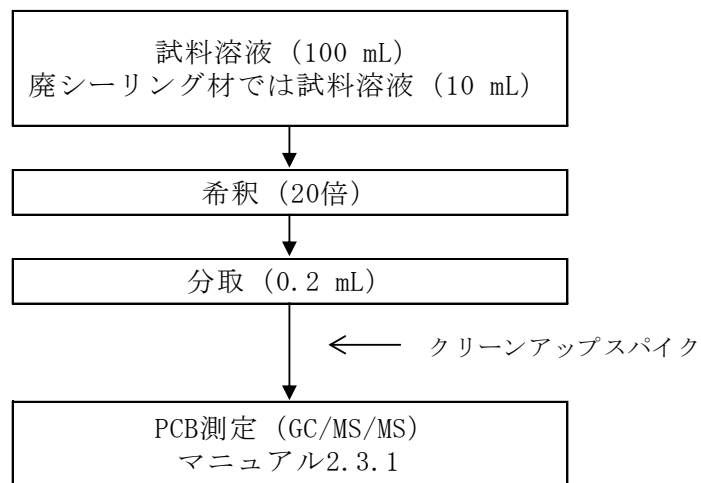 試料溶液 (100 mL)
廃シーリング材では試料溶液 (10 mL)
希釈 (20倍)
分取 (0.2 mL)
クリーンアップスパイク
PCB測定 (GC/MS/MS)
マニュアル2.3.1